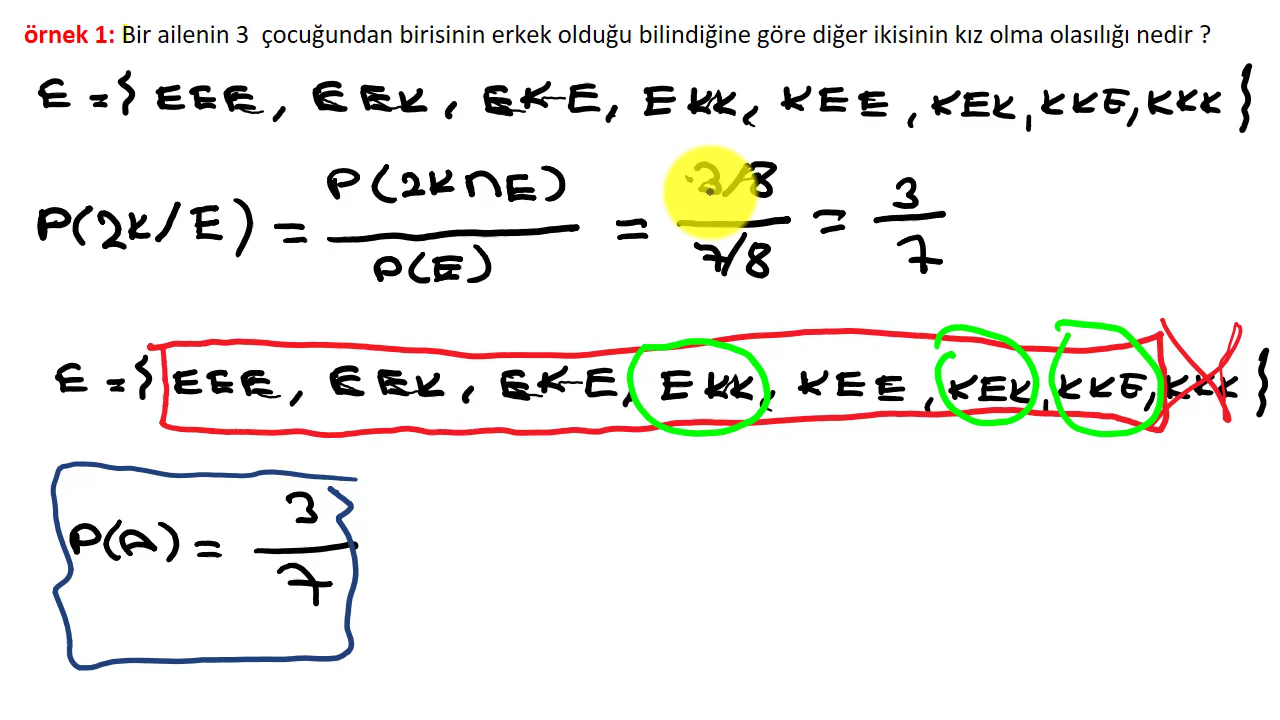 örnek 1: Bir ailenin 3 çocuğundan birisinin erkek olduğu bilindiğine göre diğer ikisinin kız olma olasılığı nedir ?
E = { EEE, EEK, EKE, EKK, KEE, KEK, KKE, KKK }
P(2K/E) = P(2K∩E) / P(E) = 3/8 / 7/8 = 3/7
E = { EEE, EEK, EKE, EKK, KEE, KEK, KKE, KKK }
P(A) = 3/7